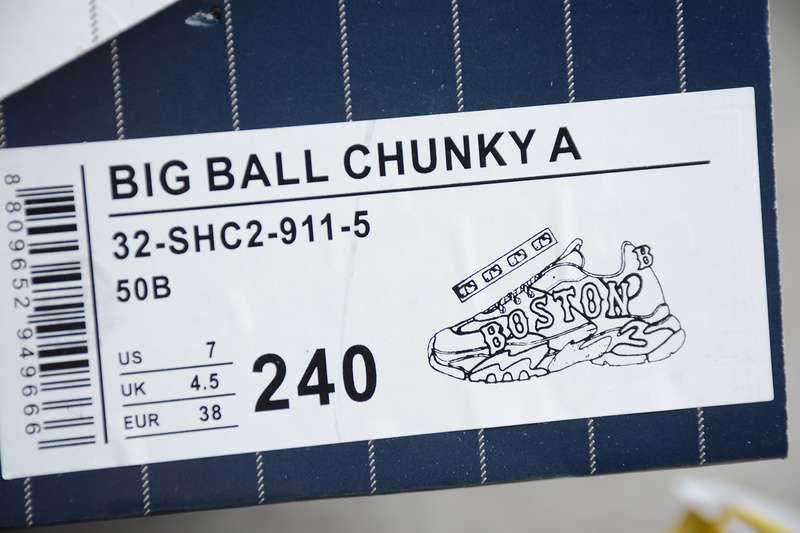 BIG BALL CHUNKY A
32-SHC2-911-5
50B
US 7
UK 4.5
EUR 38
240
8809652949666
BOSTON
B